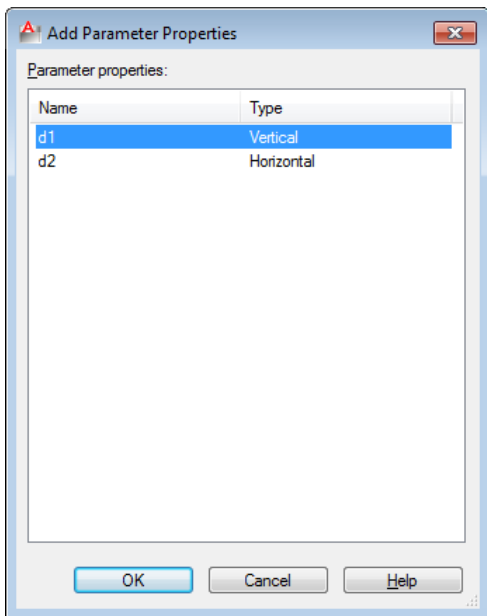 Add Parameter Properties
Parameter properties:
Name Type
d1 Vertical
d2 Horizontal
OK Cancel Help